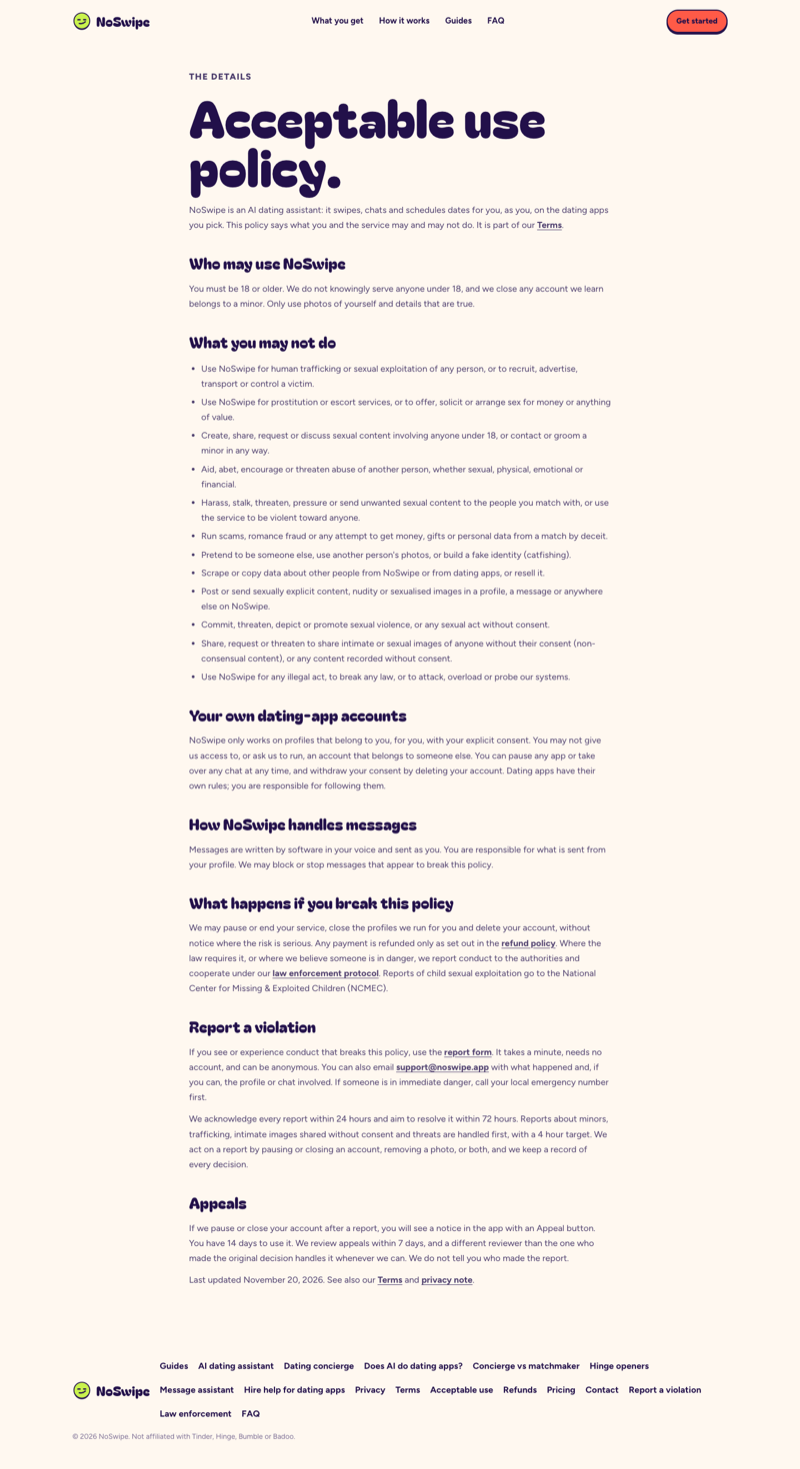 NoSwipe
What you get How it works Guides FAQ
Get started
THE DETAILS
Acceptable use
policy.
NoSwipe is an AI dating assistant: it swipes, chats and schedules dates for you, as you, on the dating apps
you pick. This policy says what you and the service may and may not do. It is part of our Terms.
Who may use NoSwipe
You must be 18 or older. We do not knowingly serve anyone under 18, and we close any account we learn
belongs to a minor. Only use photos of yourself and details that are true.
What you may not do
• Use NoSwipe for human trafficking or sexual exploitation of any person, or to recruit, advertise,
transport or control a victim.
• Use NoSwipe for prostitution or escort services, or to offer, solicit or arrange sex for money or anything
of value.
• Create, share, request or discuss sexual content involving anyone under 18, or contact or groom a
minor in any way.
• Aid, abet, encourage or threaten abuse of another person, whether sexual, physical, emotional or
financial.
• Harass, stalk, threaten, pressure or send unwanted sexual content to the people you match with, or use
the service to be violent toward anyone.
• Run scams, romance fraud or any attempt to get money, gifts or personal data from a match by deceit.
• Pretend to be someone else, use another person's photos, or build a fake identity (catfishing).
• Scrape or copy data about other people from NoSwipe or from dating apps, or resell it.
• Post or send sexually explicit content, nudity or sexualised images in a profile, a message or anywhere
else on NoSwipe.
• Commit, threaten, depict or promote sexual violence, or any sexual act without consent.
• Share, request or threaten to share intimate or sexual images of anyone without their consent (non-
consensual content), or any content recorded without consent.
• Use NoSwipe for any illegal act, to break any law, or to attack, overload or probe our systems.
Your own dating-app accounts
NoSwipe only works on profiles that belong to you, for you, with your explicit consent. You may not give
us access to, or ask us to run, an account that belongs to someone else. You can pause any app or take
over any chat at any time, and withdraw your consent by deleting your account. Dating apps have their
own rules; you are responsible for following them.
How NoSwipe handles messages
Messages are written by software in your voice and sent as you. You are responsible for what is sent from
your profile. We may block or stop messages that appear to break this policy.
What happens if you break this policy
We may pause or end your service, close the profiles we run for you and delete your account, without
notice where the risk is serious. Any payment is refunded only as set out in the refund policy. Where the
law requires it, or where we believe someone is in danger, we report conduct to the authorities and
cooperate under our law enforcement protocol. Reports of child sexual exploitation go to the National
Center for Missing & Exploited Children (NCMEC).
Report a violation
If you see or experience conduct that breaks this policy, use the report form. It takes a minute, needs no
account, and can be anonymous. You can also email support@noswipe.app with what happened and, if
you can, the profile or chat involved. If someone is in immediate danger, call your local emergency number
first.
We acknowledge every report within 24 hours and aim to resolve it within 72 hours. Reports about minors,
trafficking, intimate images shared without consent and threats are handled first, with a 4 hour target. We
act on a report by pausing or closing an account, removing a photo, or both, and we keep a record of
every decision.
Appeals
If we pause or close your account after a report, you will see a notice in the app with an Appeal button.
You have 14 days to use it. We review appeals within 7 days, and a different reviewer than the one who
made the original decision handles it whenever we can. We do not tell you who made the report.
Last updated November 20, 2026. See also our Terms and privacy note.
Guides AI dating assistant Dating concierge Does AI do dating apps? Concierge vs matchmaker Hinge openers
NoSwipe
Message assistant Hire help for dating apps Privacy Terms Acceptable use Refunds Pricing Contact Report a violation
Law enforcement FAQ
© 2026 NoSwipe. Not affiliated with Tinder, Hinge, Bumble or Badoo.